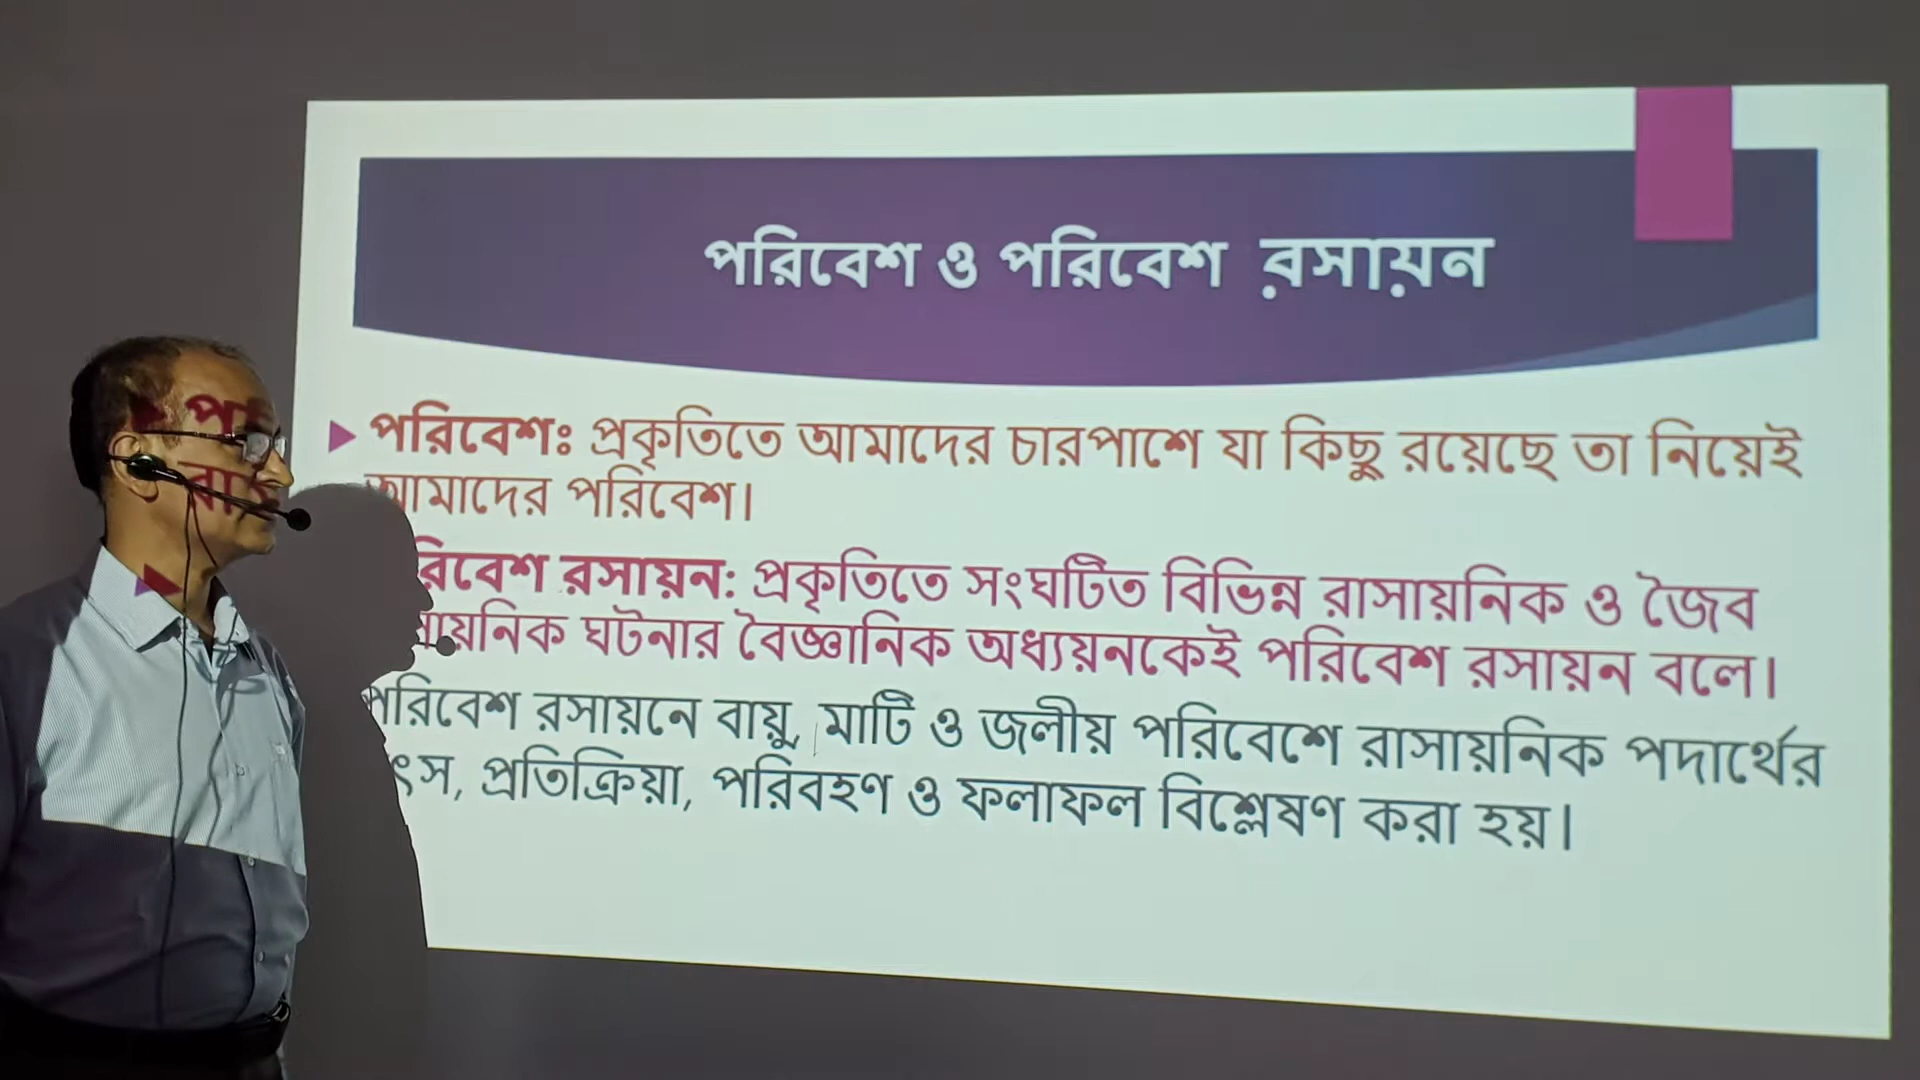 পরিবেশ ও পরিবেশ রসায়ন
পরিবেশঃ প্রকৃতিতে আমাদের চারপাশে যা কিছু রয়েছে তা নিয়েই
আমাদের পরিবেশ।
রিবেশ রসায়ন: প্রকৃতিতে সংঘটিত বিভিন্ন রাসায়নিক ও জৈব
ায়নিক ঘটনার বৈজ্ঞানিক অধ্যয়নকেই পরিবেশ রসায়ন বলে।
পরিবেশ রসায়নে বায়ু, মাটি ও জলীয় পরিবেশে রাসায়নিক পদার্থের
ৎস, প্রতিক্রিয়া, পরিবহণ ও ফলাফল বিশ্লেষণ করা হয়।